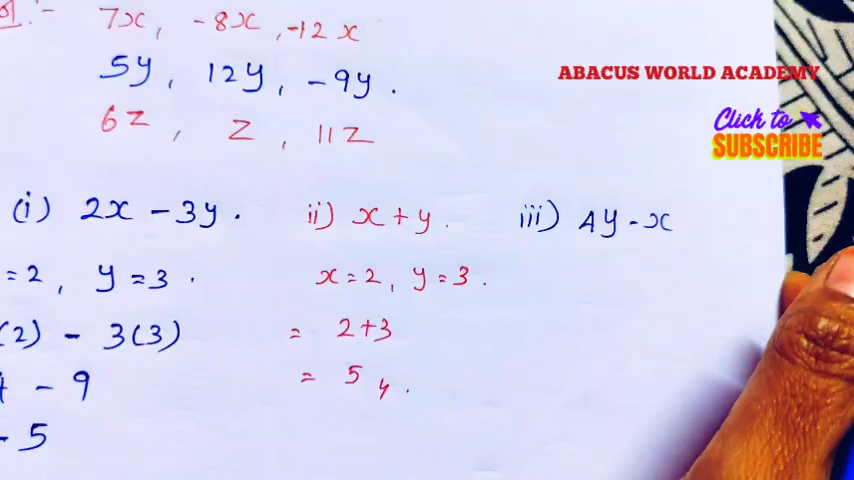 7x, -8x, -12x
5y, 12y, -9y.
6z, z, 11z
ABACUS WORLD ACADEMY
Click to
SUBSCRIBE
(i) 2x - 3y.
= 2, y = 3.
(2) - 3(3)
- 9
- 5
ii) x + y.
x = 2, y = 3.
= 2+3
= 5
iii) 4y - x